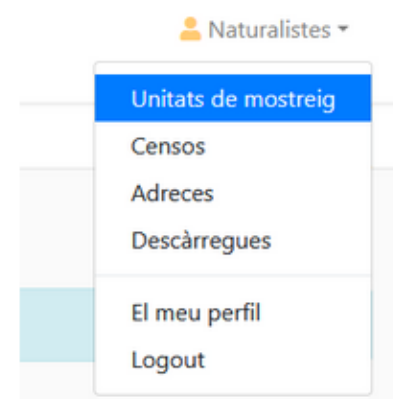 Naturalistes
Unitats de mostreig
Censos
Adreces
Descàrregues
El meu perfil
Logout